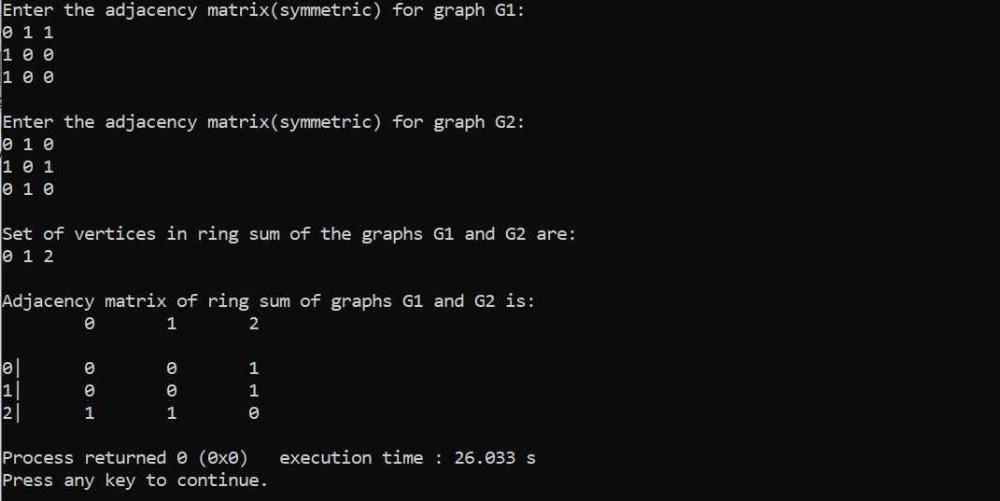 Enter the adjacency matrix(symmetric) for graph G1:
0 1 1
1 0 0
1 0 0
Enter the adjacency matrix(symmetric) for graph G2:
0 1 0
1 0 1
0 1 0
Set of vertices in ring sum of the graphs G1 and G2 are:
0 1 2
Adjacency matrix of ring sum of graphs G1 and G2 is:
0 1 2
0| 0 0 1
1| 0 0 1
2| 1 1 0
Process returned 0 (0x0)   execution time : 26.033 s
Press any key to continue.